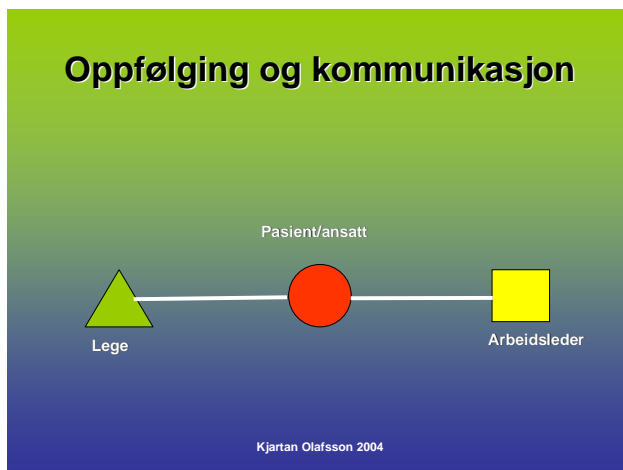 Oppfølging og kommunikasjon
Pasient/ansatt
Lege
Arbeidsleder
Kjartan Olafsson 2004